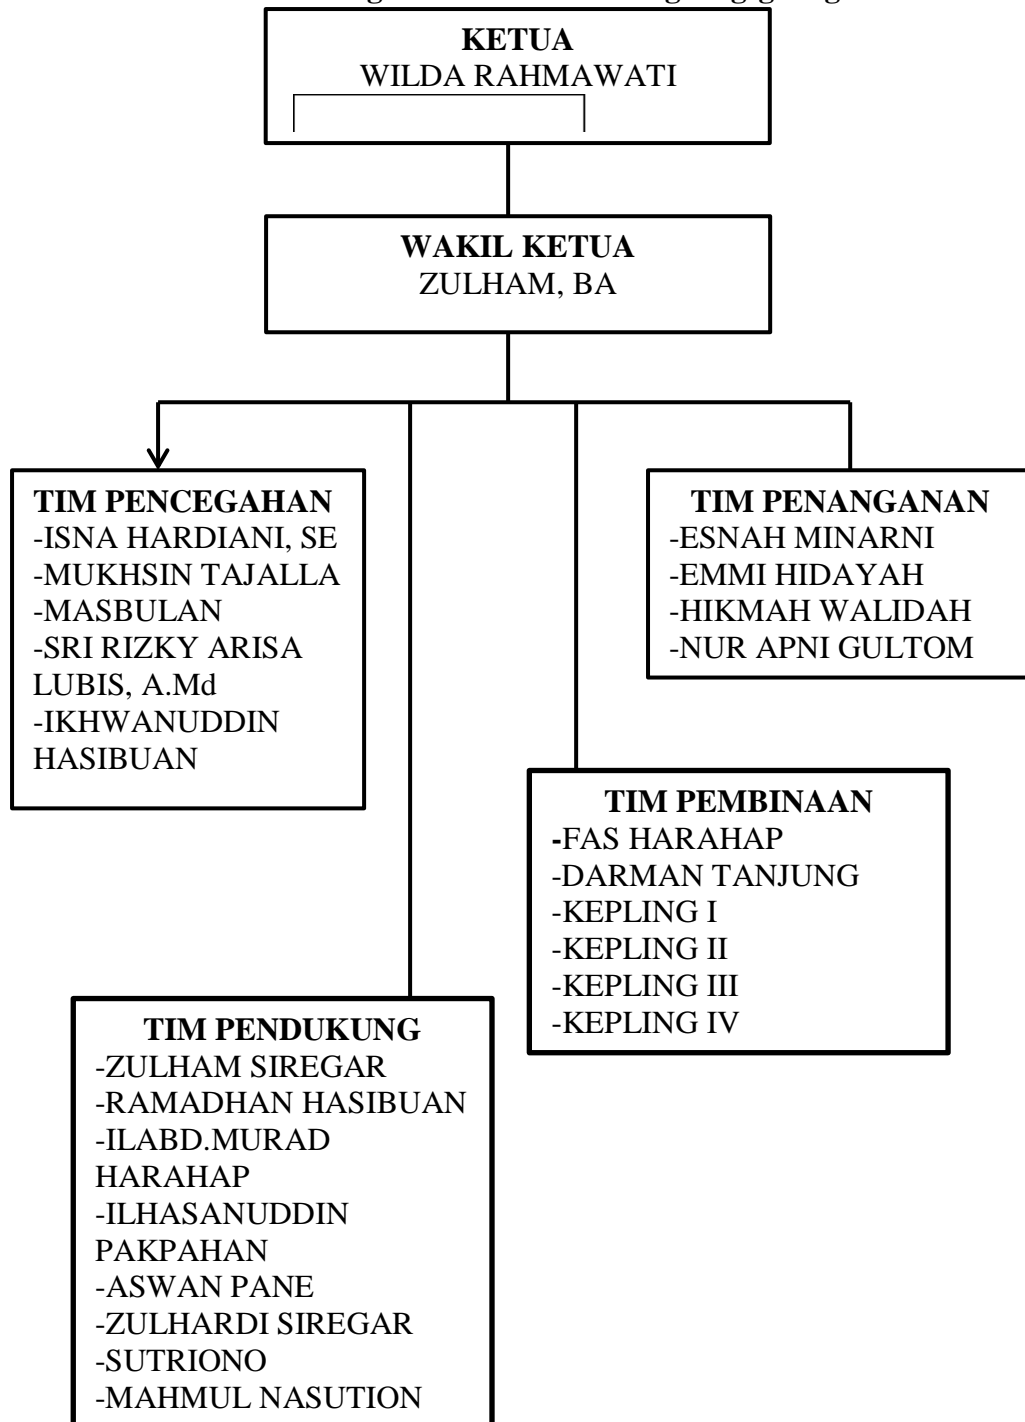 KETUA
WILDA RAHMAWATI
WAKIL KETUA
ZULHAM, BA
TIM PENCEGAHAN
-ISNA HARDIANI, SE
-MUKHSIN TAJALLA
-MASBULAN
-SRI RIZKY ARISA
LUBIS, A.Md
-IKHWANUDDIN
HASIBUAN
TIM PENANGANAN
-ESNAH MINARNI
-EMMI HIDAYAH
-HIKMAH WALIDAH
-NUR APNI GULTOM
TIM PEMBINAAN
-FAS HARAHAP
-DARMAN TANJUNG
-KEPLING I
-KEPLING II
-KEPLING III
-KEPLING IV
TIM PENDUKUNG
-ZULHAM SIREGAR
-RAMADHAN HASIBUAN
-ILABD.MURAD
HARAHAP
-ILHASANUDDIN
PAKPAHAN
-ASWAN PANE
-ZULHARDI SIREGAR
-SUTRIONO
-MAHMUL NASUTION